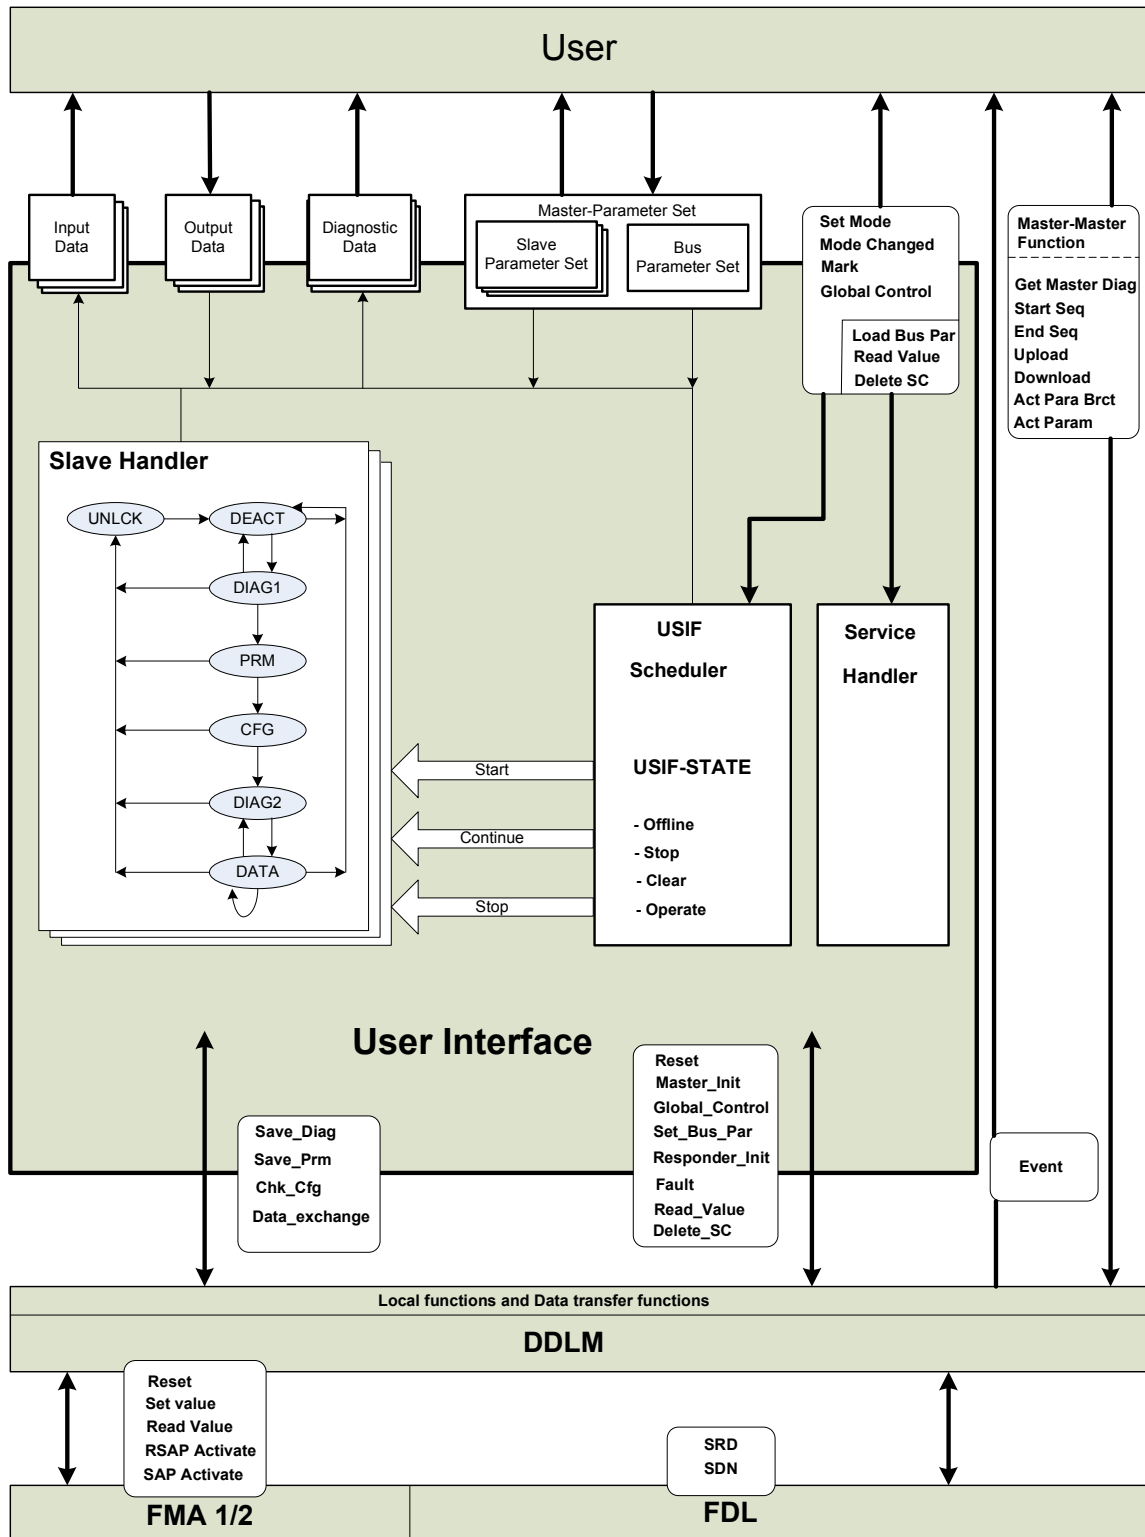 User
Input
Data
Output
Data
Diagnostic
Data
Master-Parameter Set
Slave
Parameter Set
Bus
Parameter Set
Set Mode
Mode Changed
Mark
Global Control
Load Bus Par
Read Value
Delete SC
Master-Master
Function
Get Master Diag
Start Seq
End Seq
Upload
Download
Act Para Brct
Act Param
Slave Handler
UNLCK
DEACT
DIAG1
PRM
CFG
DIAG2
DATA
Start
Continue
Stop
USIF
Scheduler
USIF-STATE
- Offline
- Stop
- Clear
- Operate
Service
Handler
User Interface
Save_Diag
Save_Prm
Chk_Cfg
Data_exchange
Reset
Master_Init
Global_Control
Set_Bus_Par
Responder_Init
Fault
Read_Value
Delete_SC
Event
Local functions and Data transfer functions
DDLM
Reset
Set value
Read Value
RSAP Activate
SAP Activate
SRD
SDN
FMA 1/2
FDL